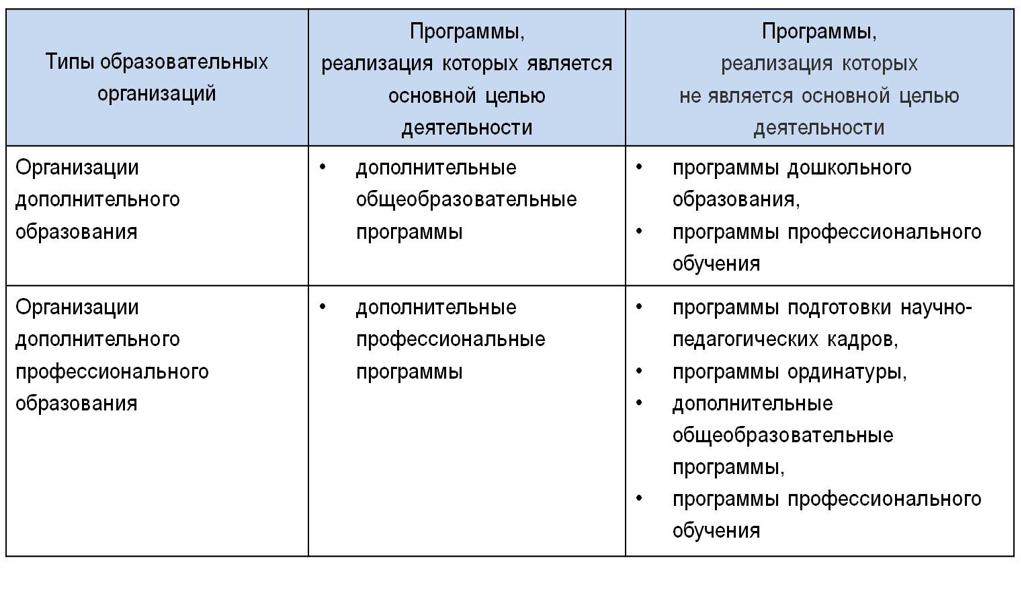 Типы образовательных
организаций
Программы,
реализация которых является
основной целью
деятельности
Программы,
реализация которых
не является основной целью
деятельности
Организации
дополнительного
образования
• дополнительные
общеобразовательные
программы
• программы дошкольного
образования,
• программы профессионального
обучения
Организации
дополнительного
профессионального
образования
• дополнительные
профессиональные
программы
• программы подготовки научно-
педагогических кадров,
• программы ординатуры,
• дополнительные
общеобразовательные
программы,
• программы профессионального
обучения